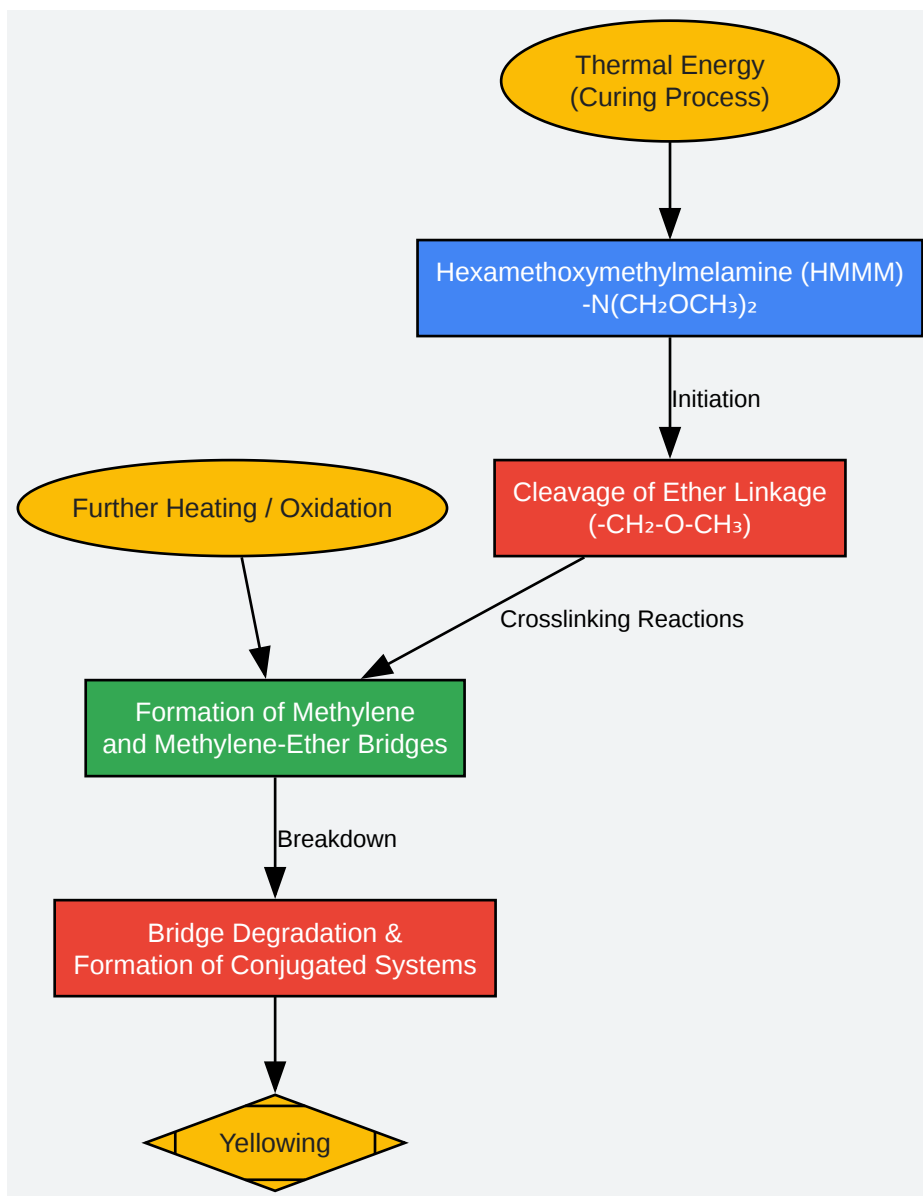 Thermal Energy
(Curing Process)
Hexamethoxymethylmelamine (HMMM)
-N(CH₂OCH₃)₂
Initiation
Cleavage of Ether Linkage
(-CH₂-O-CH₃)
Further Heating / Oxidation
Crosslinking Reactions
Formation of Methylene
and Methylene-Ether Bridges
Breakdown
Bridge Degradation &
Formation of Conjugated Systems
Yellowing